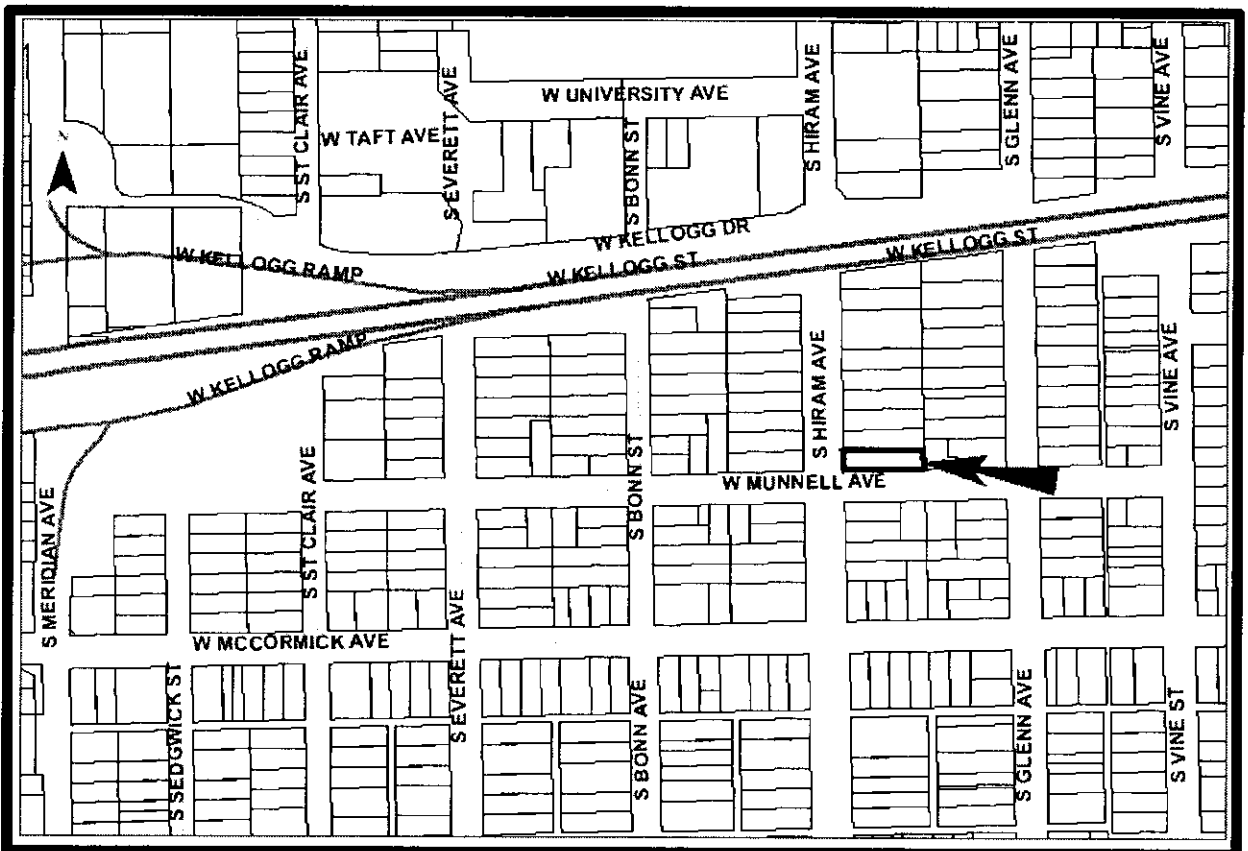 S ST CLAIR AVE
S EVERETT AVE
W UNIVERSITY AVE
S HIRAM AVE
S GLENN AVE
S VINE AVE
W TAFT AVE
S BONN ST
W KELLOGG DR
W KELLOGG RAMP
W KELLOGG ST
W KELLOGG ST
W KELLOGG RAMP
S HIRAM AVE
S VINE AVE
S ST CLAIR AVE
S BONN ST
W MUNNELL AVE
S MERIDIAN AVE
W MCCORMICK AVE
S EVERETT AVE
S SEDGWICK ST
S BONN AVE
S GLENN AVE
S VINE ST